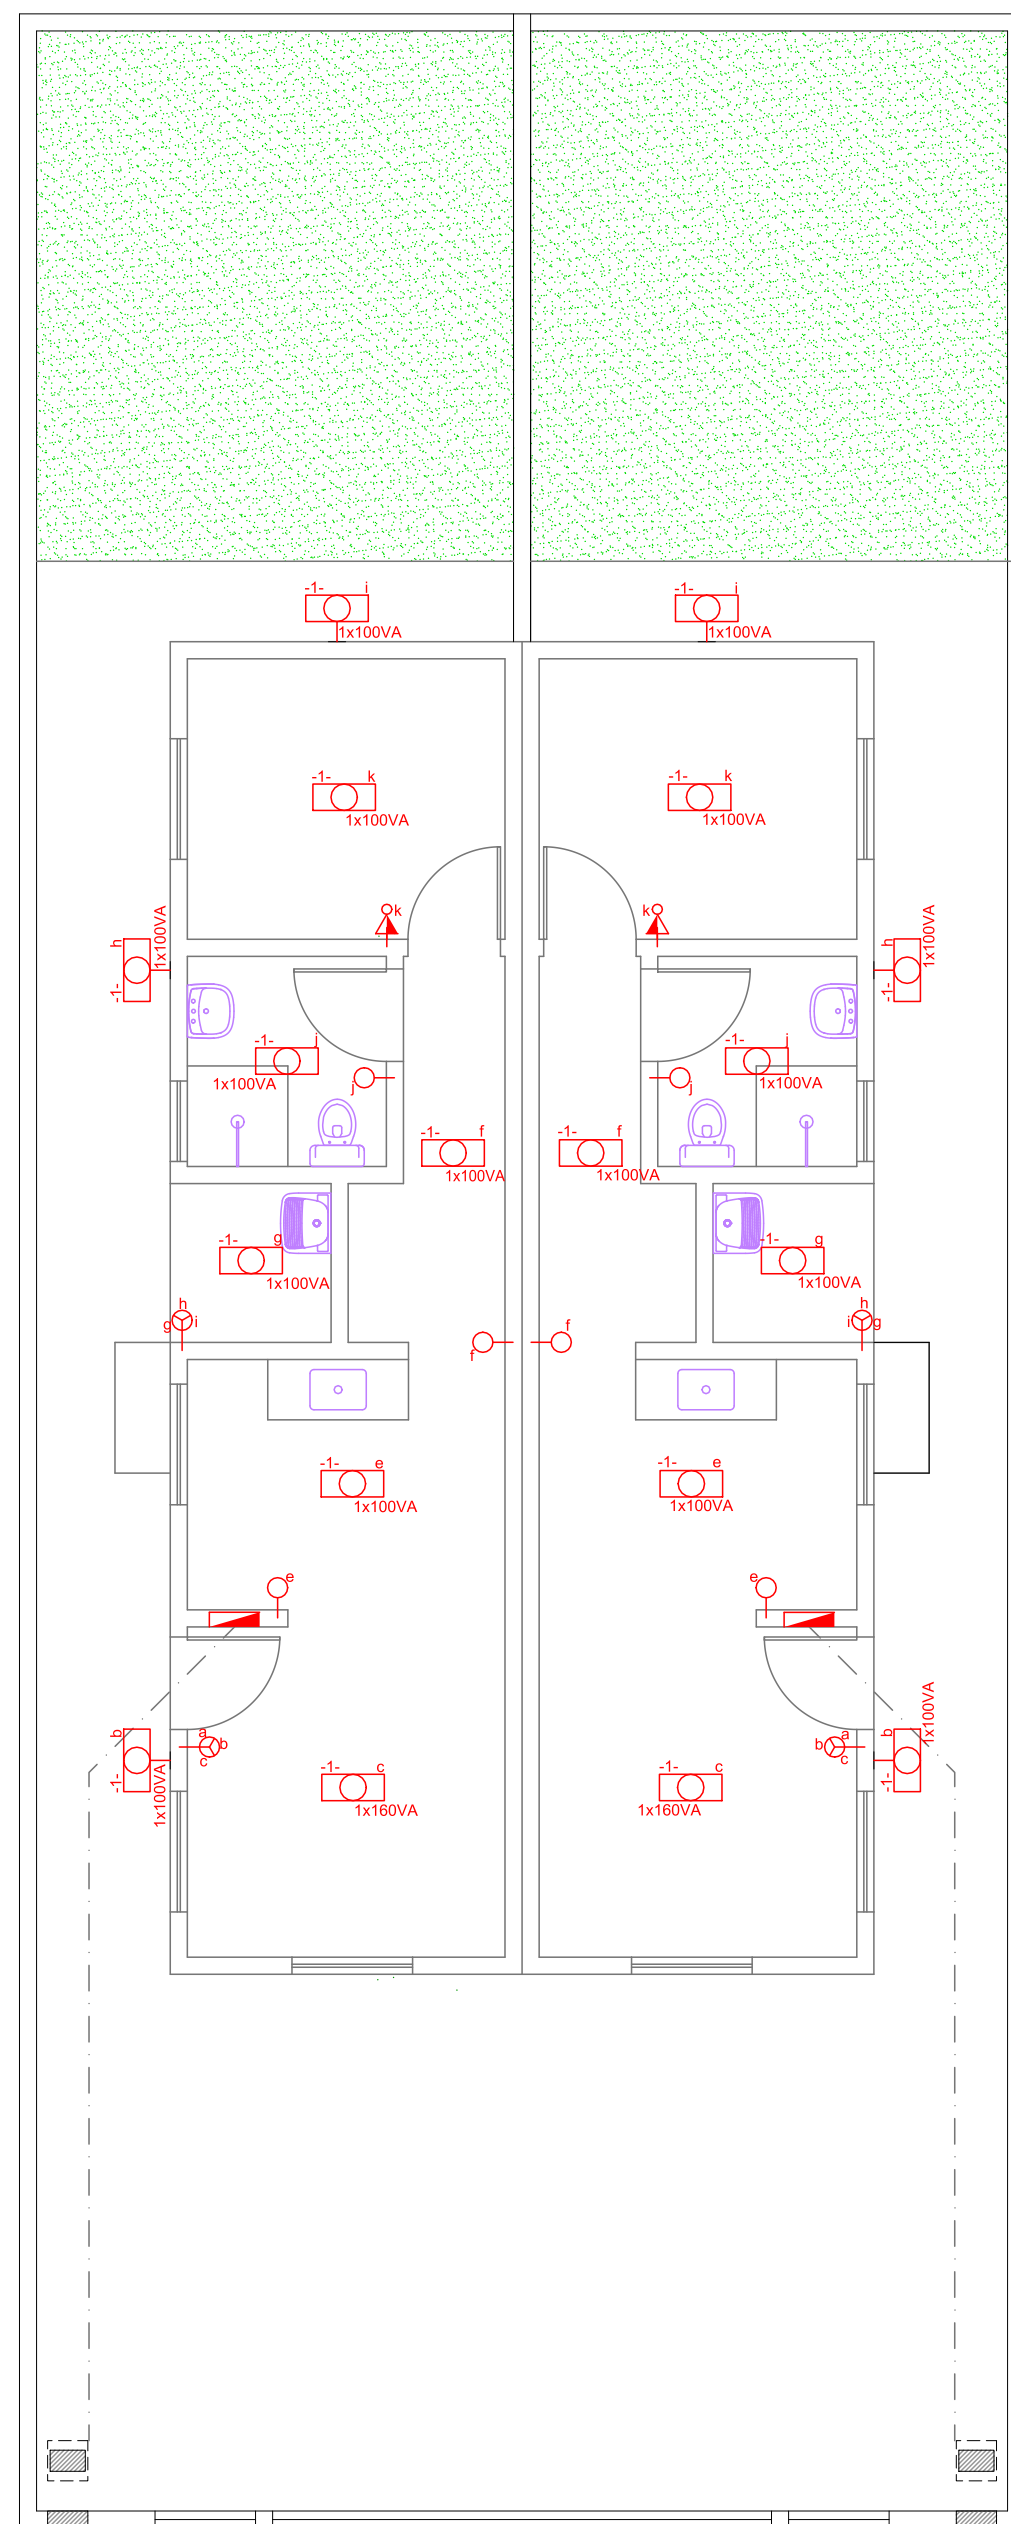 -1- i -1- i
1x100VA 1x100VA
-1- k -1- k
1x100VA 1x100VA
k k
h 1x100VA h 1x100VA
-1- -1-
-1- j -1- j
1x100VA 1x100VA
j j
-1- f -1- f
1x100VA 1x100VA
-1- g -1- g
1x100VA 1x100VA
h h
g i i g
f f
-1- e -1- e
1x100VA 1x100VA
e e
b a b c b a c b 1x100VA
-1- 1x100VA -1-
-1- c -1- c
1x160VA 1x160VA